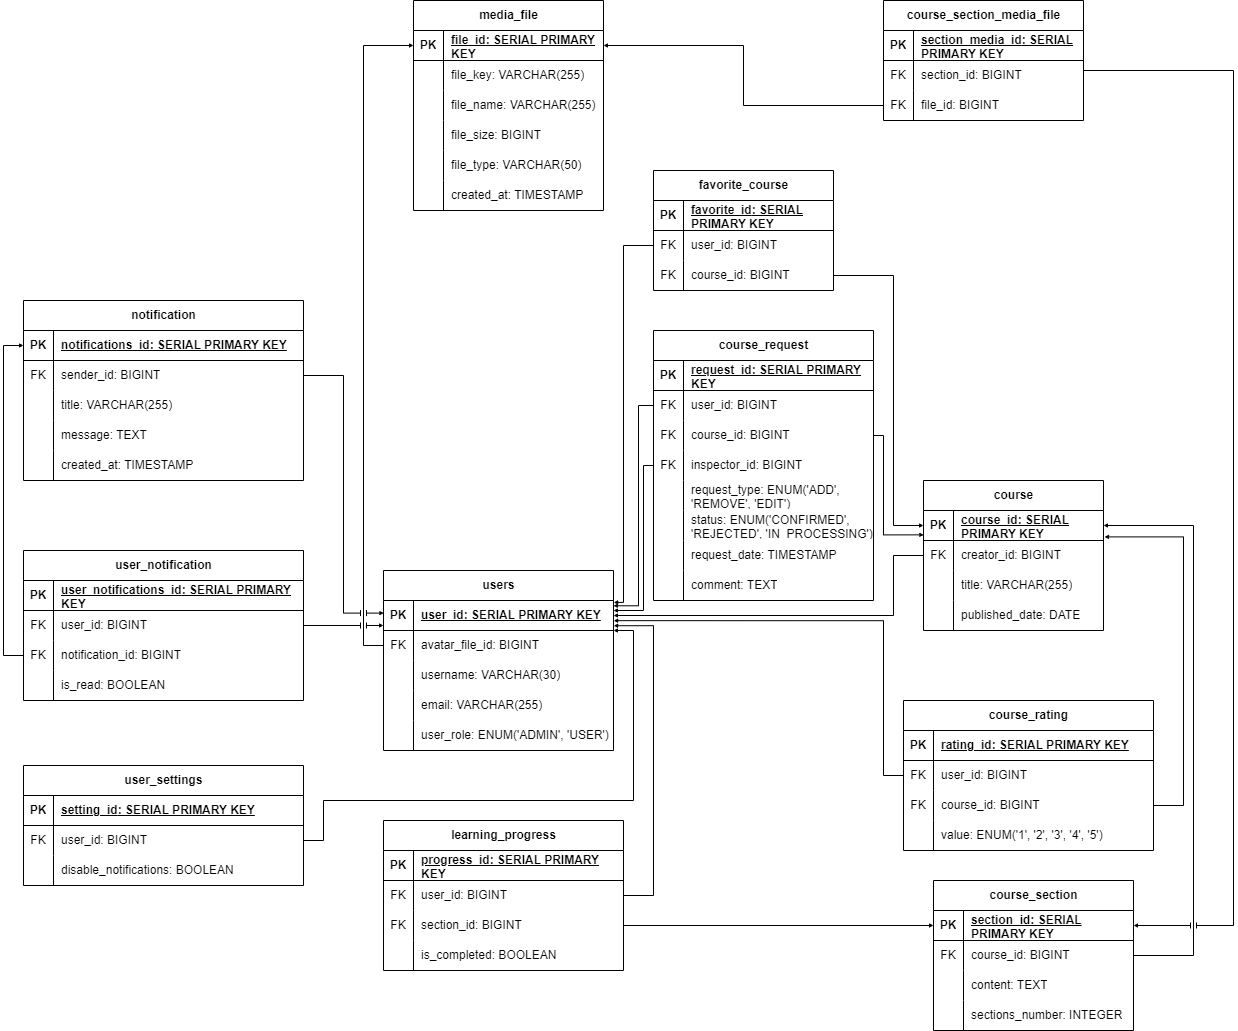 media_file
PK
file_id: SERIAL PRIMARY
KEY
file_key: VARCHAR(255)
file_name: VARCHAR(255)
file_size: BIGINT
file_type: VARCHAR(50)
created_at: TIMESTAMP
course_section_media_file
PK
section_media_id: SERIAL
PRIMARY KEY
FK
section_id: BIGINT
FK
file_id: BIGINT
favorite_course
PK
favorite_id: SERIAL
PRIMARY KEY
FK
user_id: BIGINT
FK
course_id: BIGINT
notification
PK
notifications_id: SERIAL PRIMARY KEY
FK
sender_id: BIGINT
title: VARCHAR(255)
message: TEXT
created_at: TIMESTAMP
course_request
PK
request_id: SERIAL PRIMARY
KEY
FK
user_id: BIGINT
FK
course_id: BIGINT
FK
inspector_id: BIGINT
request_type: ENUM('ADD',
'REMOVE', 'EDIT')
status: ENUM('CONFIRMED',
'REJECTED', 'IN PROCESSING')
request_date: TIMESTAMP
comment: TEXT
course
PK
course_id: SERIAL
PRIMARY KEY
FK
creator_id: BIGINT
title: VARCHAR(255)
published_date: DATE
user_notification
PK
user_notifications_id: SERIAL PRIMARY
KEY
FK
user_id: BIGINT
FK
notification_id: BIGINT
is_read: BOOLEAN
users
PK
user_id: SERIAL PRIMARY KEY
FK
avatar_file_id: BIGINT
username: VARCHAR(30)
email: VARCHAR(255)
user_role: ENUM('ADMIN', 'USER')
course_rating
PK
rating_id: SERIAL PRIMARY KEY
FK
user_id: BIGINT
FK
course_id: BIGINT
value: ENUM('1', '2', '3', '4', '5')
user_settings
PK
setting_id: SERIAL PRIMARY KEY
FK
user_id: BIGINT
disable_notifications: BOOLEAN
learning_progress
PK
progress_id: SERIAL PRIMARY
KEY
FK
user_id: BIGINT
FK
section_id: BIGINT
is_completed: BOOLEAN
course_section
PK
section_id: SERIAL
PRIMARY KEY
FK
course_id: BIGINT
content: TEXT
sections_number: INTEGER